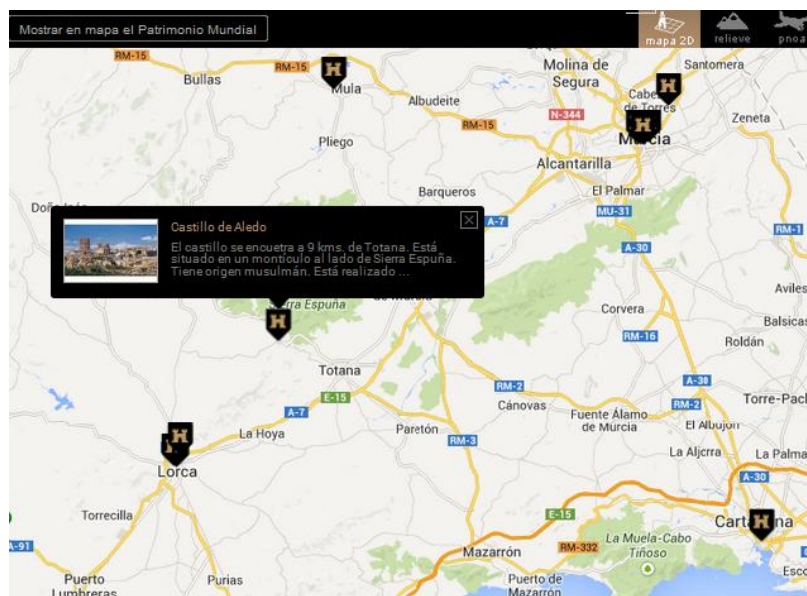 Mostrar en mapa el Patrimonio Mundial
mapa 2D
relieve
pnoa
RM-15
Bullas
RM-15
H
Mula
Albudeite
Molina de
Segura
Santomera
H
Cabe
de Torres
N-344
RM-15
H
Murcia
Zeneta
Pliego
Alcantarilla
Barqueros
El Palmar
MU-31
A-7
RM-1
A-30
Castillo de Aledo
El castillo se encuetra a 9 kms. de Totana. Está
situado en un montículo al lado de Sierra Espuña.
Tiene origen musulmán. Está realizado ...
Sierra Espuña
H
Corvera
Aviles
Balsicas
RM-16
Roldán
Totana
E-15
RM-2
A-30
Cánovas
RM-2
Torre-Pach
A-7
Fuente Álamo
de Murcia
El Albujón
H
La Hoya
Paretón
RM-3
La Aljorra
La Palma
Lorca
A-30
Torrecilla
E-15
Cartagena
H
A-91
La Muela-Cabo
Tiñoso
Mazarrón
RM-332
Esco
Puerto
Lumbreras
Purias
Puerto de
Mazarrón